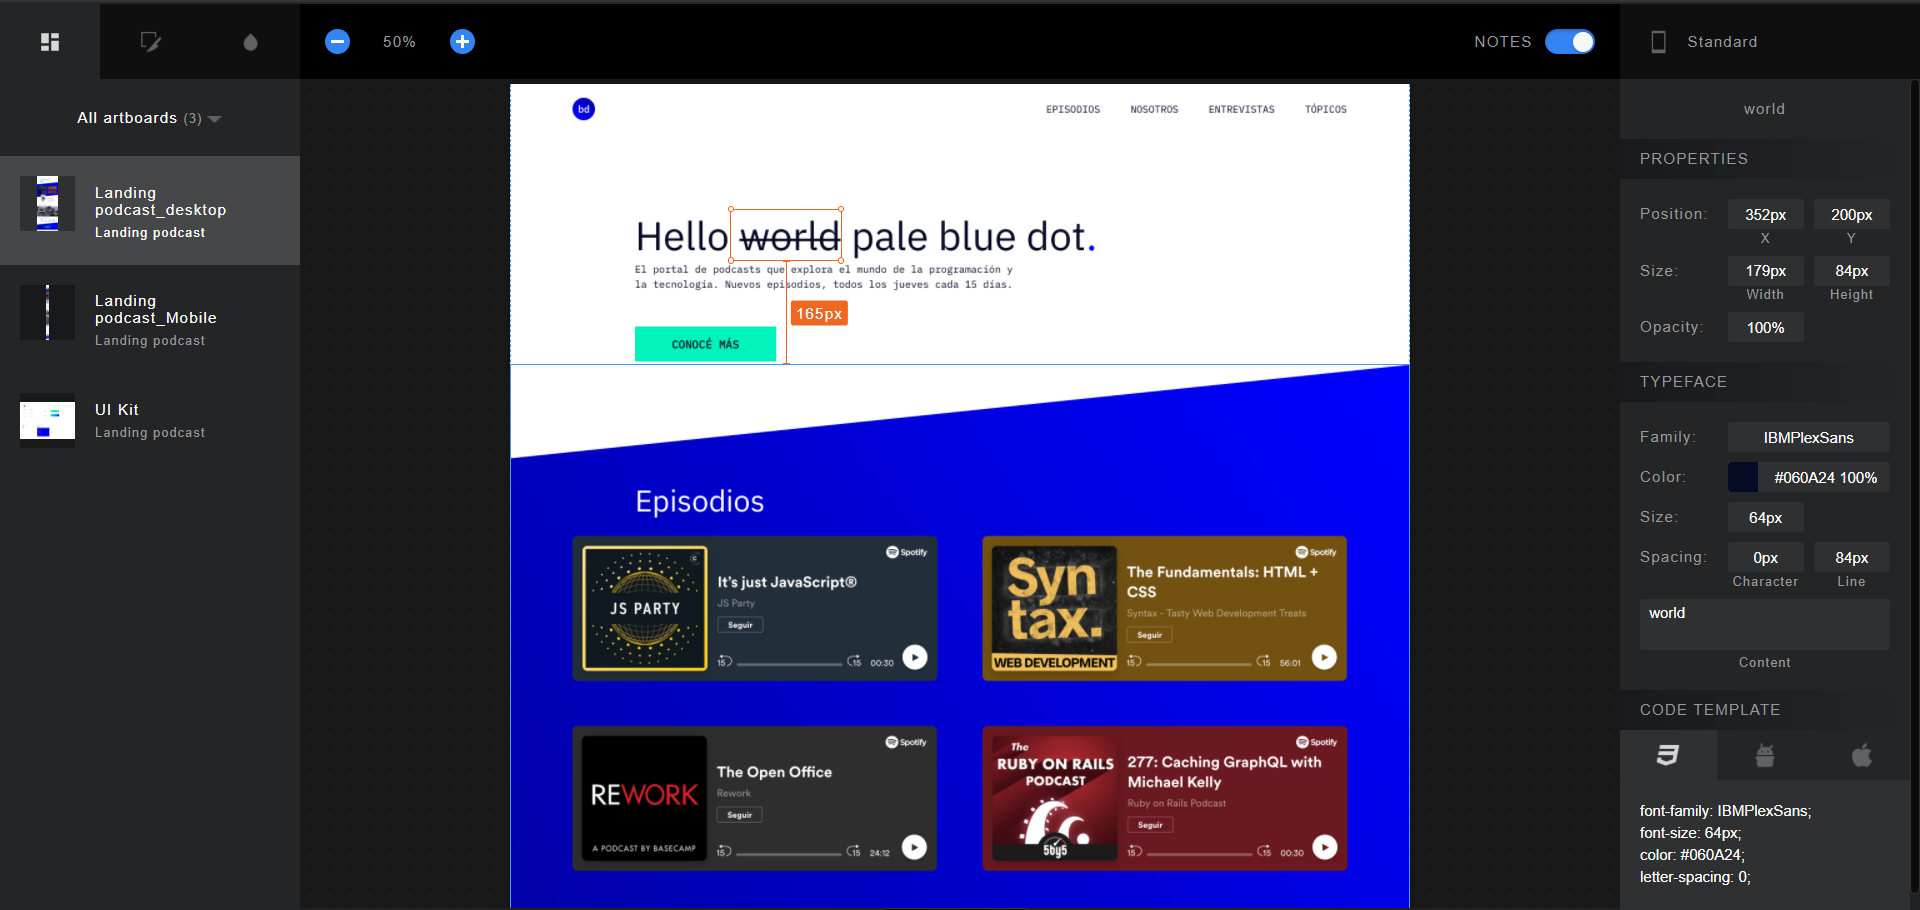 50%
NOTES
Standard
All artboards (3)
Landing
podcast_desktop
Landing podcast
Landing
podcast_Mobile
Landing podcast
UI Kit
Landing podcast
bd
EPISODIOS NOSOTROS ENTREVISTAS TÓPICOS
Hello world pale blue dot.
El portal de podcasts que explora el mundo de la programación y
la tecnología. Nuevos episodios, todos los jueves cada 15 días.
165px
CONOCÉ MÁS
Episodios
JS PARTY
Spotify
It's just JavaScript®
JS Party
Seguir
15 15 00:30
Syn
tax.
WEB DEVELOPMENT
Spotify
The Fundamentals: HTML +
CSS
Syntax - Tasty Web Development Treats
Seguir
15 15 56:01
REWORK
A PODCAST BY BASECAMP
Spotify
The Open Office
Rework
Seguir
15 15 24:12
The
RUBY ON RAILS
PODCAST
5by5
Spotify
277: Caching GraphQL with
Michael Kelly
Ruby on Rails Podcast
Seguir
15 15 00:30
world
PROPERTIES
Position: 352px 200px
X Y
Size: 179px 84px
Width Height
Opacity: 100%
TYPEFACE
Family: IBMPlexSans
Color: #060A24 100%
Size: 64px
Spacing: 0px 84px
Character Line
world
Content
CODE TEMPLATE
font-family: IBMPlexSans;
font-size: 64px;
color: #060A24;
letter-spacing: 0;